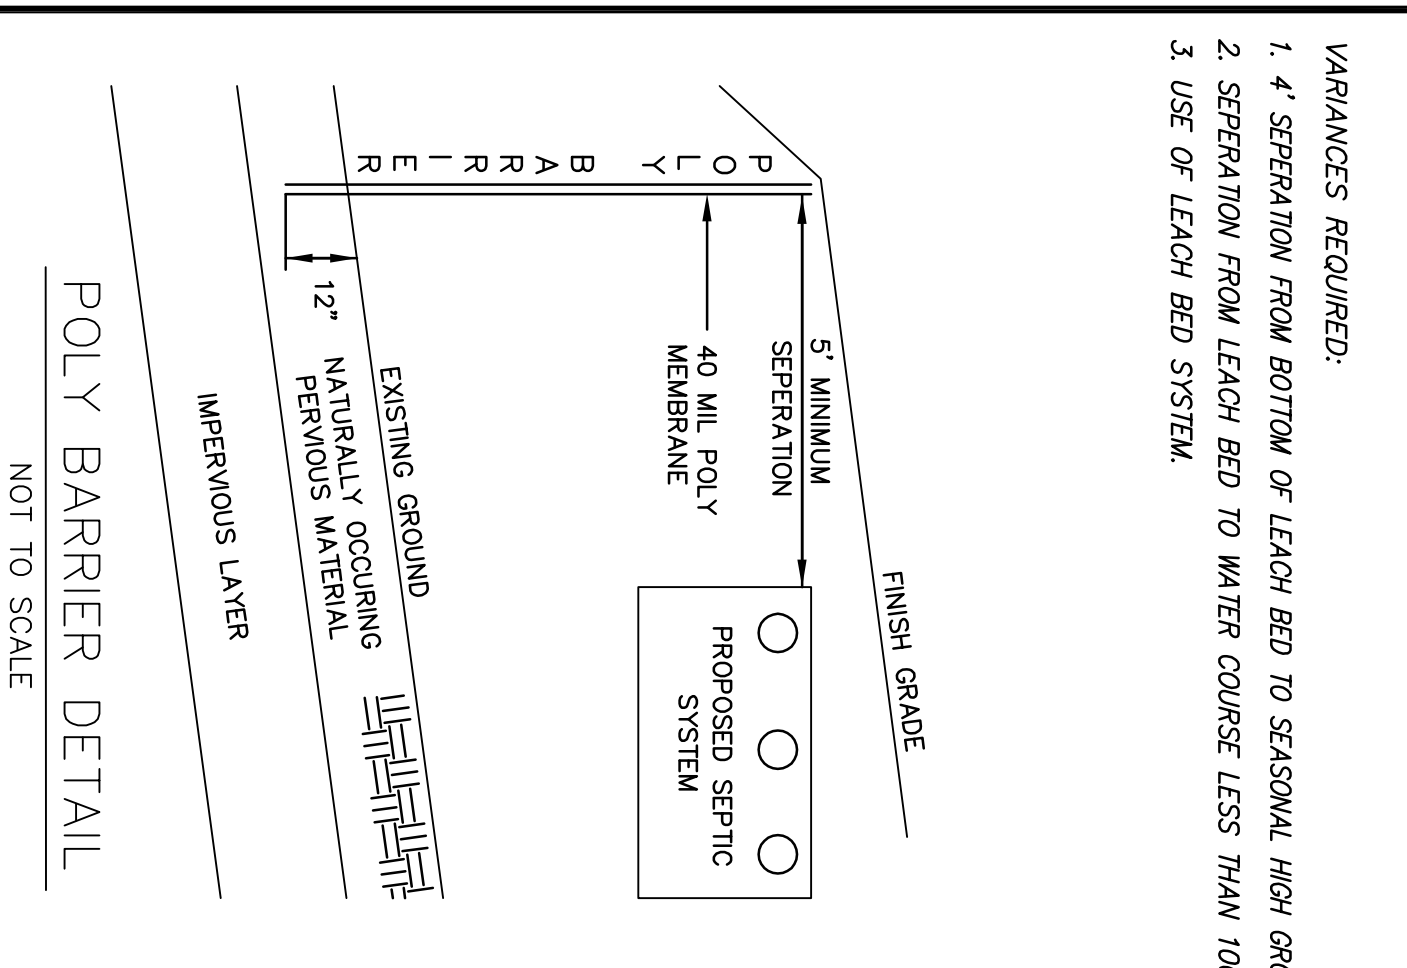 VARIANCES REQUIRED:
1. 4' SEPERATION FROM BOTTOM OF LEACH BED TO SEASONAL HIGH
2. SEPERATION FROM LEACH BED TO WATER COURSE LESS THAN
3. USE OF LEACH BED SYSTEM.
FINISH GRADE
5' MINIMUM
SEPERATION
PROPOSED SEPTIC
SYSTEM
40 MIL POLY
MEMBRANE
POLY BARRIER
EXISTING GROUND
12"
NATURALLY OCCURING
PERVIOUS MATERIAL
IMPERVIOUS LAYER
POLY BARRIER DETAIL
NOT TO SCALE